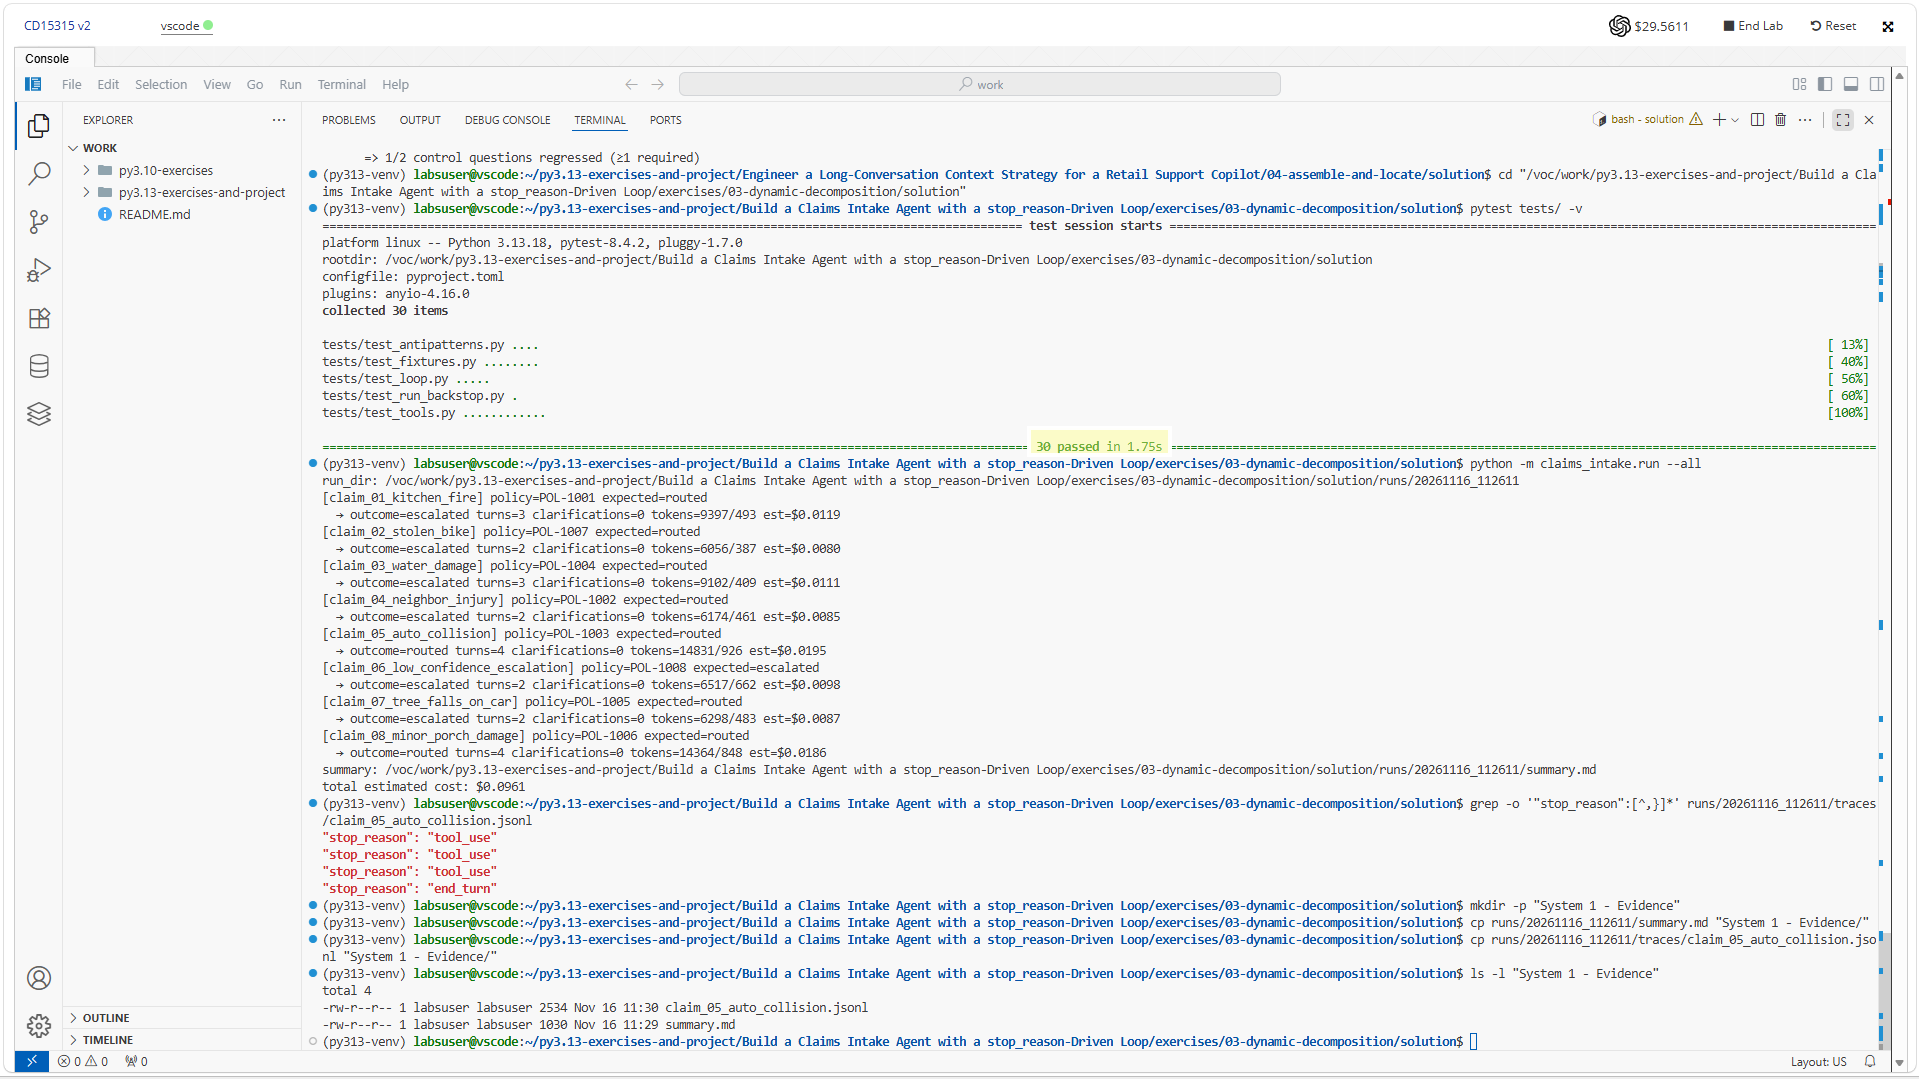 CD15315 v2
vscode
$29.5611
End Lab
Reset
Console
File Edit Selection View Go Run Terminal Help
work
EXPLORER
WORK
py3.10-exercises
py3.13-exercises-and-project
README.md
OUTLINE
TIMELINE
PROBLEMS OUTPUT DEBUG CONSOLE TERMINAL PORTS
bash - solution
=> 1/2 control questions regressed (≥1 required)
(py313-venv) labsuser@vscode:~/py3.13-exercises-and-project/Engineer a Long-Conversation Context Strategy for a Retail Support Copilot/04-assemble-and-locate/solution$ cd "/voc/work/py3.13-exercises-and-project/Build a Cla
ims Intake Agent with a stop_reason-Driven Loop/exercises/03-dynamic-decomposition/solution"
(py313-venv) labsuser@vscode:~/py3.13-exercises-and-project/Build a Claims Intake Agent with a stop_reason-Driven Loop/exercises/03-dynamic-decomposition/solution$ pytest tests/ -v
test session starts
platform linux -- Python 3.13.18, pytest-8.4.2, pluggy-1.7.0
rootdir: /voc/work/py3.13-exercises-and-project/Build a Claims Intake Agent with a stop_reason-Driven Loop/exercises/03-dynamic-decomposition/solution
configfile: pyproject.toml
plugins: anyio-4.16.0
collected 30 items
tests/test_antipatterns.py .... [ 13%]
tests/test_fixtures.py ........ [ 40%]
tests/test_loop.py ..... [ 56%]
tests/test_run_backstop.py . [ 60%]
tests/test_tools.py ............ [100%]
30 passed in 1.75s
(py313-venv) labsuser@vscode:~/py3.13-exercises-and-project/Build a Claims Intake Agent with a stop_reason-Driven Loop/exercises/03-dynamic-decomposition/solution$ python -m claims_intake.run --all
run_dir: /voc/work/py3.13-exercises-and-project/Build a Claims Intake Agent with a stop_reason-Driven Loop/exercises/03-dynamic-decomposition/solution/runs/20261116_112611
[claim_01_kitchen_fire] policy=POL-1001 expected=routed
→ outcome=escalated turns=3 clarifications=0 tokens=9397/493 est=$0.0119
[claim_02_stolen_bike] policy=POL-1007 expected=routed
→ outcome=escalated turns=2 clarifications=0 tokens=6056/387 est=$0.0080
[claim_03_water_damage] policy=POL-1004 expected=routed
→ outcome=escalated turns=3 clarifications=0 tokens=9102/409 est=$0.0111
[claim_04_neighbor_injury] policy=POL-1002 expected=routed
→ outcome=escalated turns=2 clarifications=0 tokens=6174/461 est=$0.0085
[claim_05_auto_collision] policy=POL-1003 expected=routed
→ outcome=routed turns=4 clarifications=0 tokens=14831/926 est=$0.0195
[claim_06_low_confidence_escalation] policy=POL-1008 expected=escalated
→ outcome=escalated turns=2 clarifications=0 tokens=6517/662 est=$0.0098
[claim_07_tree_falls_on_car] policy=POL-1005 expected=routed
→ outcome=escalated turns=2 clarifications=0 tokens=6298/483 est=$0.0087
[claim_08_minor_porch_damage] policy=POL-1006 expected=routed
→ outcome=routed turns=4 clarifications=0 tokens=14364/848 est=$0.0186
summary: /voc/work/py3.13-exercises-and-project/Build a Claims Intake Agent with a stop_reason-Driven Loop/exercises/03-dynamic-decomposition/solution/runs/20261116_112611/summary.md
total estimated cost: $0.0961
(py313-venv) labsuser@vscode:~/py3.13-exercises-and-project/Build a Claims Intake Agent with a stop_reason-Driven Loop/exercises/03-dynamic-decomposition/solution$ grep -o '"stop_reason":[^,}]*' runs/20261116_112611/traces
/claim_05_auto_collision.jsonl
"stop_reason": "tool_use"
"stop_reason": "tool_use"
"stop_reason": "tool_use"
"stop_reason": "end_turn"
(py313-venv) labsuser@vscode:~/py3.13-exercises-and-project/Build a Claims Intake Agent with a stop_reason-Driven Loop/exercises/03-dynamic-decomposition/solution$ mkdir -p "System 1 - Evidence"
(py313-venv) labsuser@vscode:~/py3.13-exercises-and-project/Build a Claims Intake Agent with a stop_reason-Driven Loop/exercises/03-dynamic-decomposition/solution$ cp runs/20261116_112611/summary.md "System 1 - Evidence/"
(py313-venv) labsuser@vscode:~/py3.13-exercises-and-project/Build a Claims Intake Agent with a stop_reason-Driven Loop/exercises/03-dynamic-decomposition/solution$ cp runs/20261116_112611/traces/claim_05_auto_collision.jso
nl "System 1 - Evidence/"
(py313-venv) labsuser@vscode:~/py3.13-exercises-and-project/Build a Claims Intake Agent with a stop_reason-Driven Loop/exercises/03-dynamic-decomposition/solution$ ls -l "System 1 - Evidence"
total 4
-rw-r--r-- 1 labsuser labsuser 2534 Nov 16 11:30 claim_05_auto_collision.jsonl
-rw-r--r-- 1 labsuser labsuser 1030 Nov 16 11:29 summary.md
(py313-venv) labsuser@vscode:~/py3.13-exercises-and-project/Build a Claims Intake Agent with a stop_reason-Driven Loop/exercises/03-dynamic-decomposition/solution$
0 0 0
Layout: US